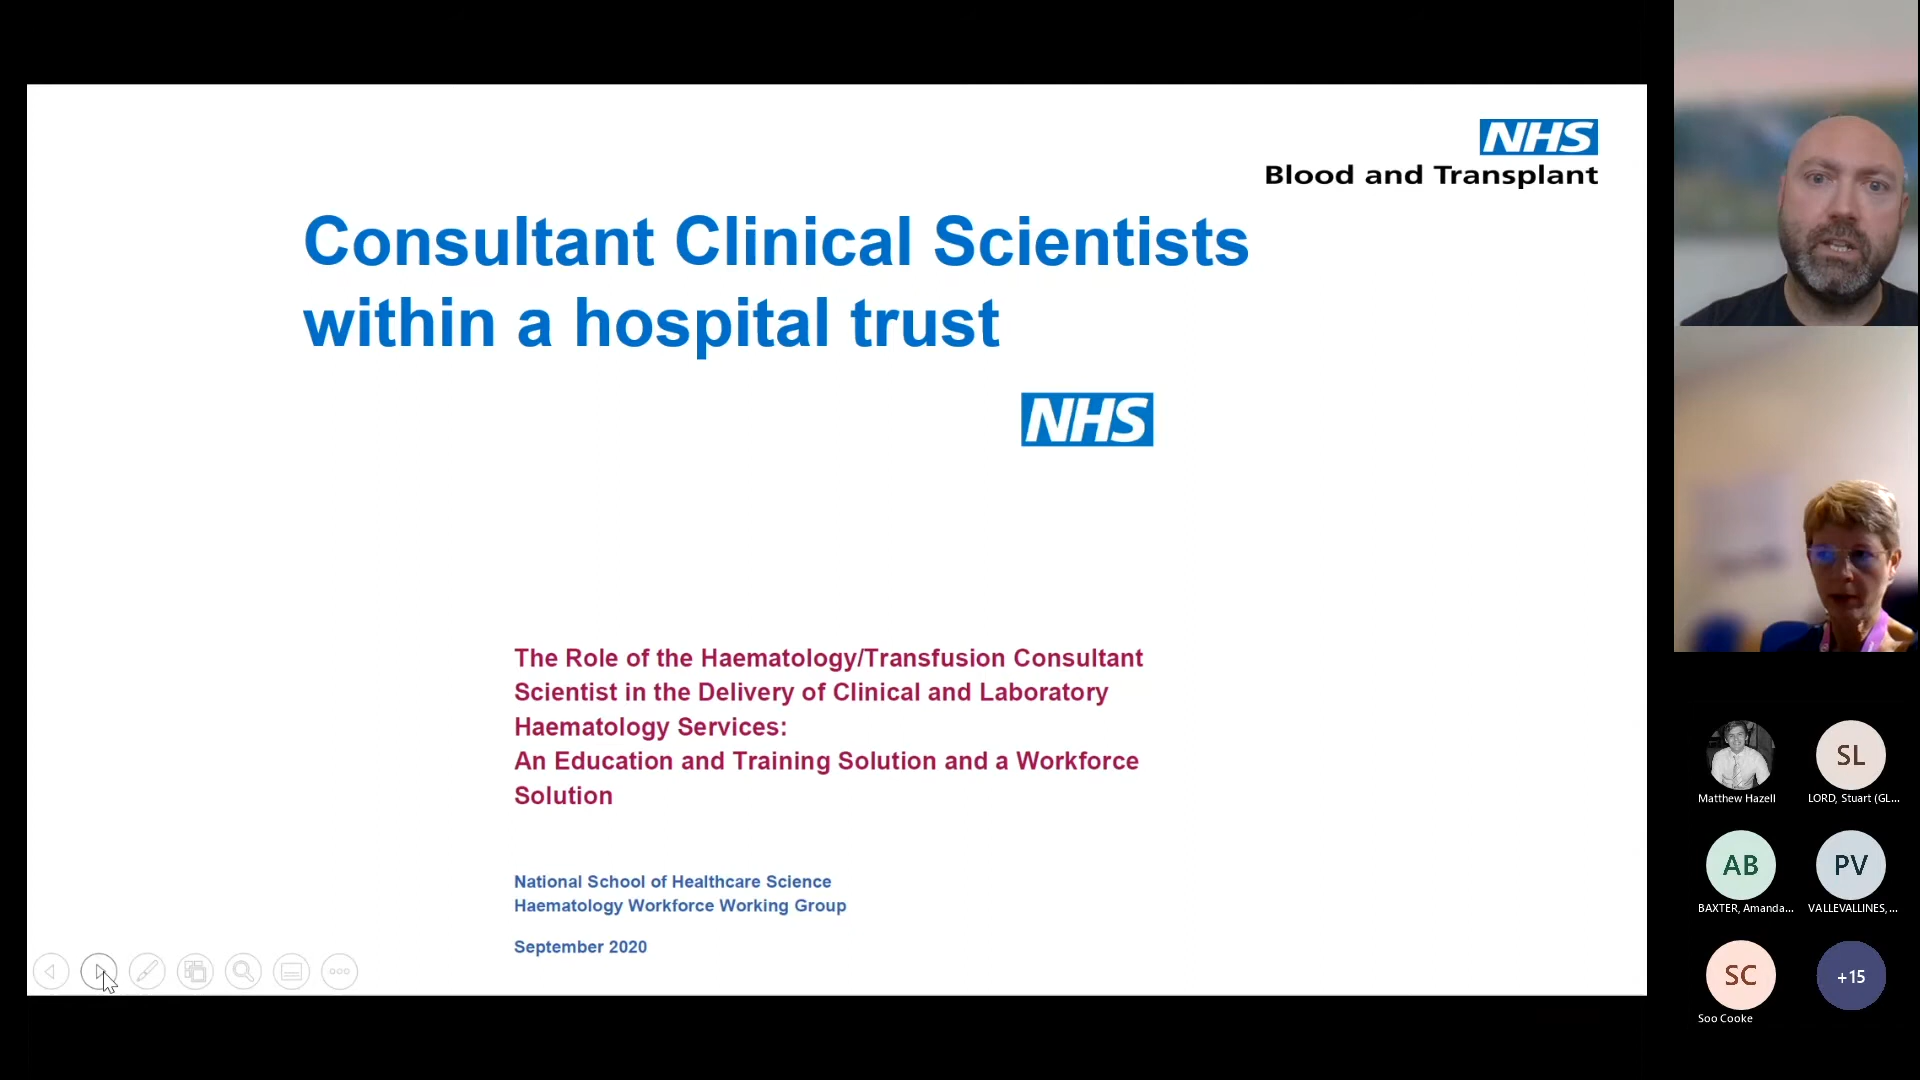 NHS
Blood and Transplant
Consultant Clinical Scientists
within a hospital trust
NHS
The Role of the Haematology/Transfusion Consultant
Scientist in the Delivery of Clinical and Laboratory
Haematology Services:
An Education and Training Solution and a Workforce
Solution
National School of Healthcare Science
Haematology Workforce Working Group
September 2020
Matthew Hazell
SL
LORD, Stuart (GL...
AB
BAXTER, Amanda...
PV
VALLEVALLINES,...
SC
Soo Cooke
+15